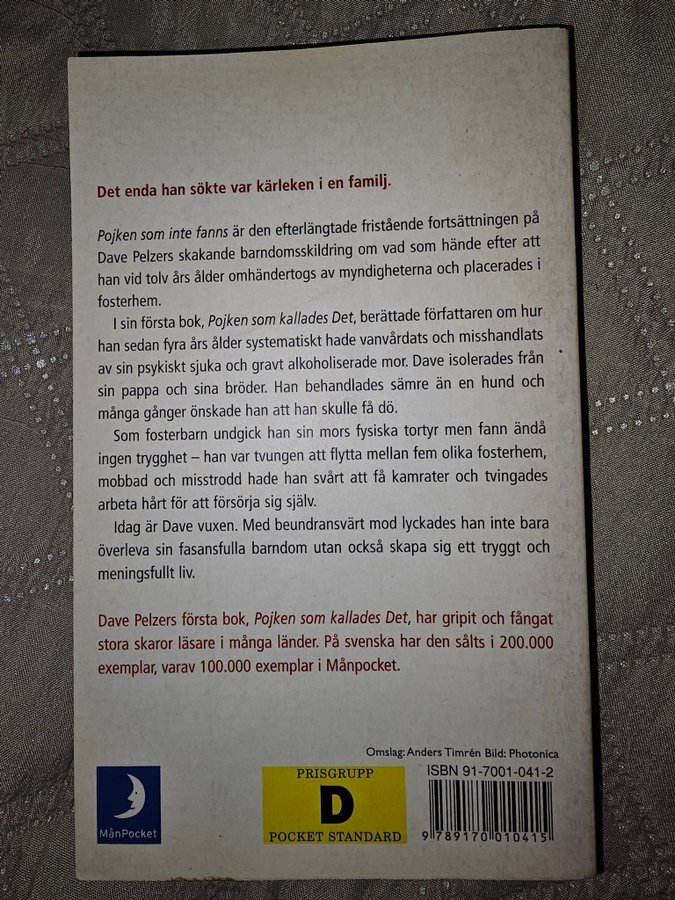 Det enda han sökte var kärleken i en familj.
Pojken som inte fanns är den efterlängtade fristående fortsättningen på
Dave Pelzers skakande barndomsskildring om vad som hände efter att
han vid tolv års ålder omhändertogs av myndigheterna och placerades i
fosterhem.
I sin första bok, Pojken som kallades Det, berättade författaren om hur
han sedan fyra års ålder systematiskt hade vanvårdats och misshandlats
av sin psykiskt sjuka och gravt alkoholiserade mor. Dave isolerades från
sin pappa och sina bröder. Han behandlades sämre än en hund och
många gånger önskade han att han skulle få dö.
Som fosterbarn undgick han sin mors fysiska tortyr men fann ändå
ingen trygghet – han var tvungen att flytta mellan fem olika fosterhem,
mobbad och misstrodd hade han svårt att få kamrater och tvingades
arbeta hårt för att försörja sig själv.
Idag är Dave vuxen. Med beundransvärt mod lyckades han inte bara
överleva sin fasansfulla barndom utan också skapa sig ett tryggt och
meningsfullt liv.
Dave Pelzers första bok, Pojken som kallades Det, har gripit och fångat
stora skaror läsare i många länder. På svenska har den sålts i 200.000
exemplar, varav 100.000 exemplar i Månpocket.
Omslag: Anders Timrén Bild: Photonica
MånPocket
PRISGRUPP
D
POCKET STANDARD
ISBN 91-7001-041-2
9 789170 010415